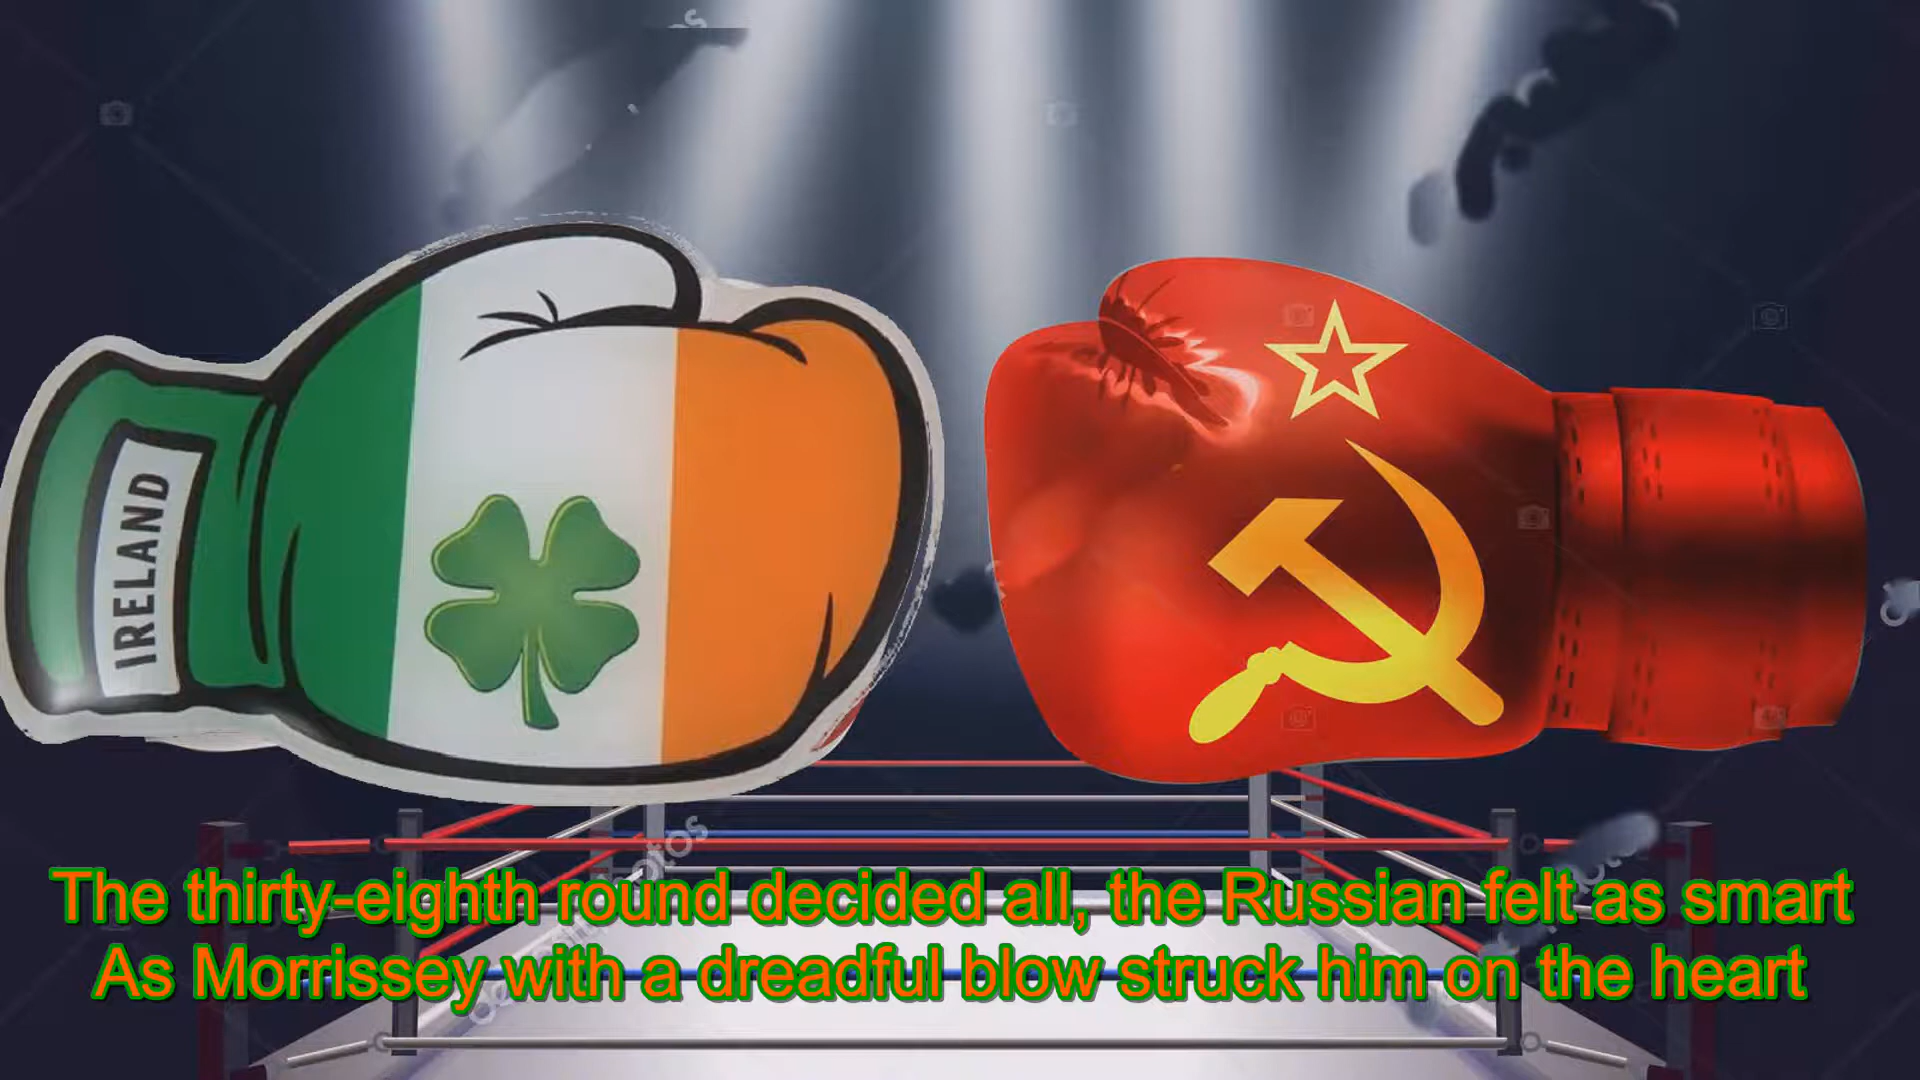 IRELAND
The thirty-eighth round decided all, the Russian felt as smart
As Morrissey with a dreadful blow struck him on the heart